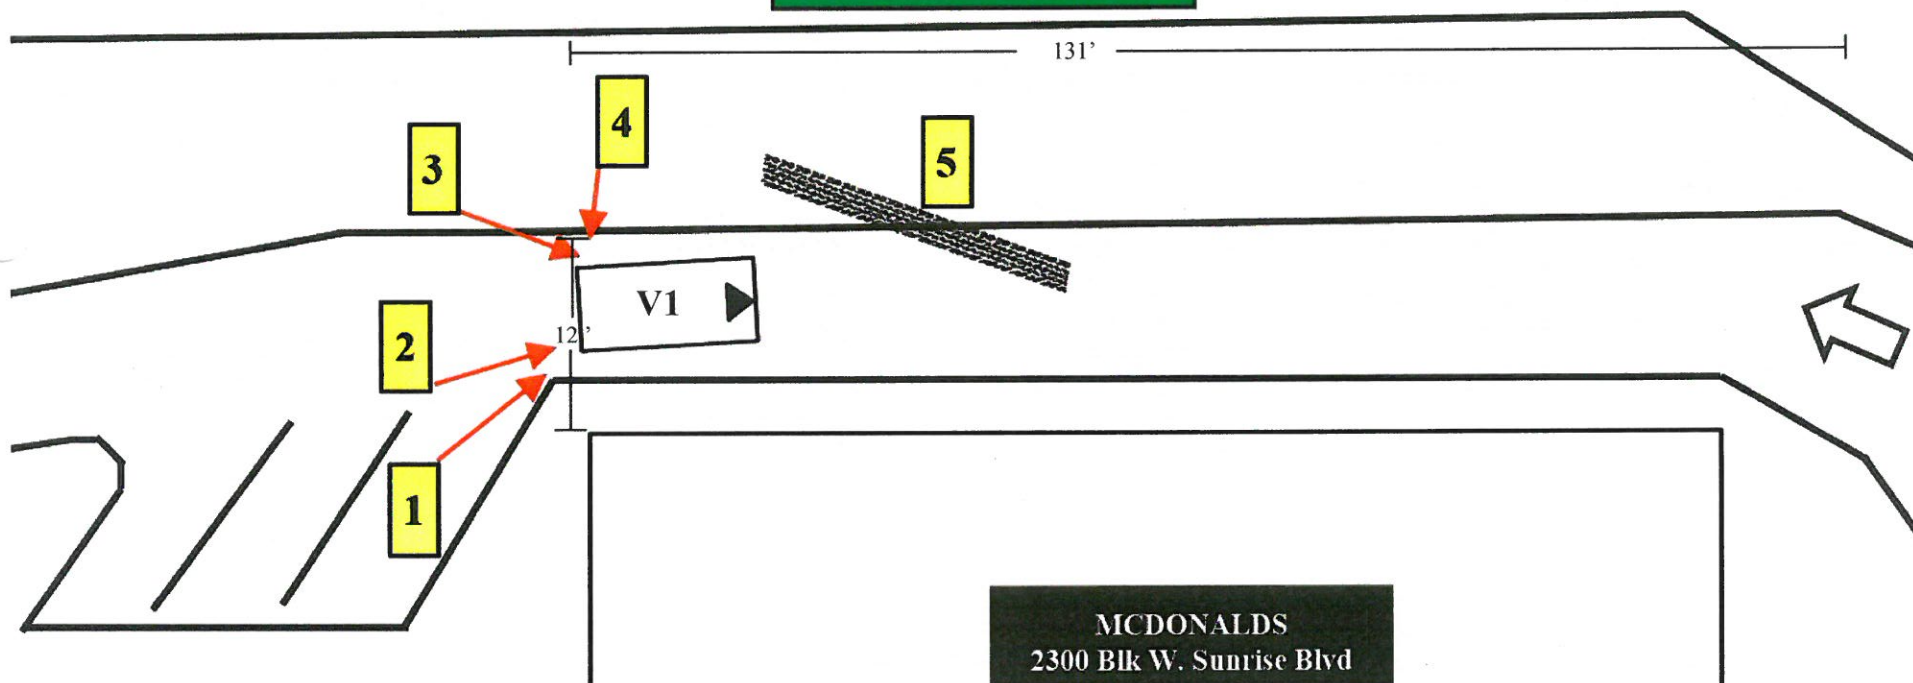 131’
4
3
5
V1
12’
2
1
MCDONALDS
2300 Blk W. Sunrise Blvd